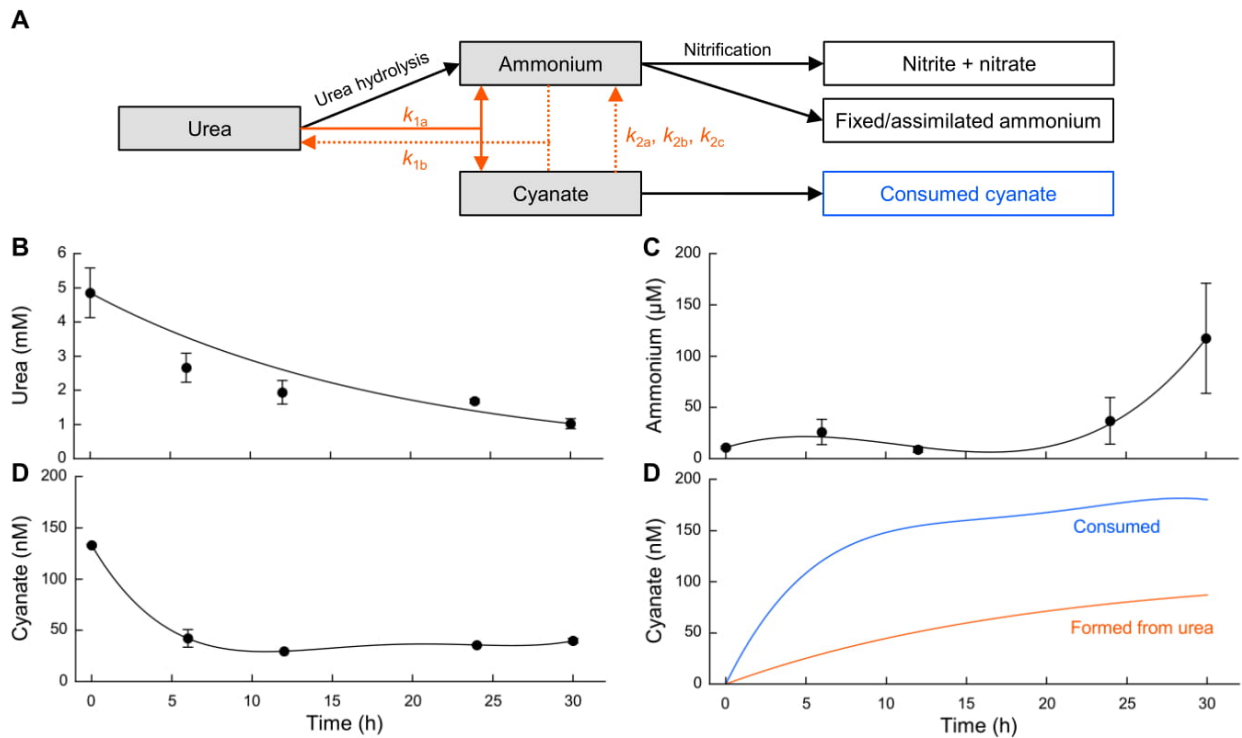 A
Urea hydrolysis
Ammonium
Nitrification
Nitrite + nitrate
Urea
k1a
k1b
k2a, k2b, k2c
Fixed/assimilated ammonium
Cyanate
Consumed cyanate
B
Urea (mM)
6
5
4
3
2
1
0
C
Ammonium (µM)
200
150
100
50
0
D
Cyanate (nM)
200
150
100
50
0
0 5 10 15 20 25 30
Time (h)
D
Cyanate (nM)
200
150
100
50
0
Consumed
Formed from urea
0 5 10 15 20 25 30
Time (h)